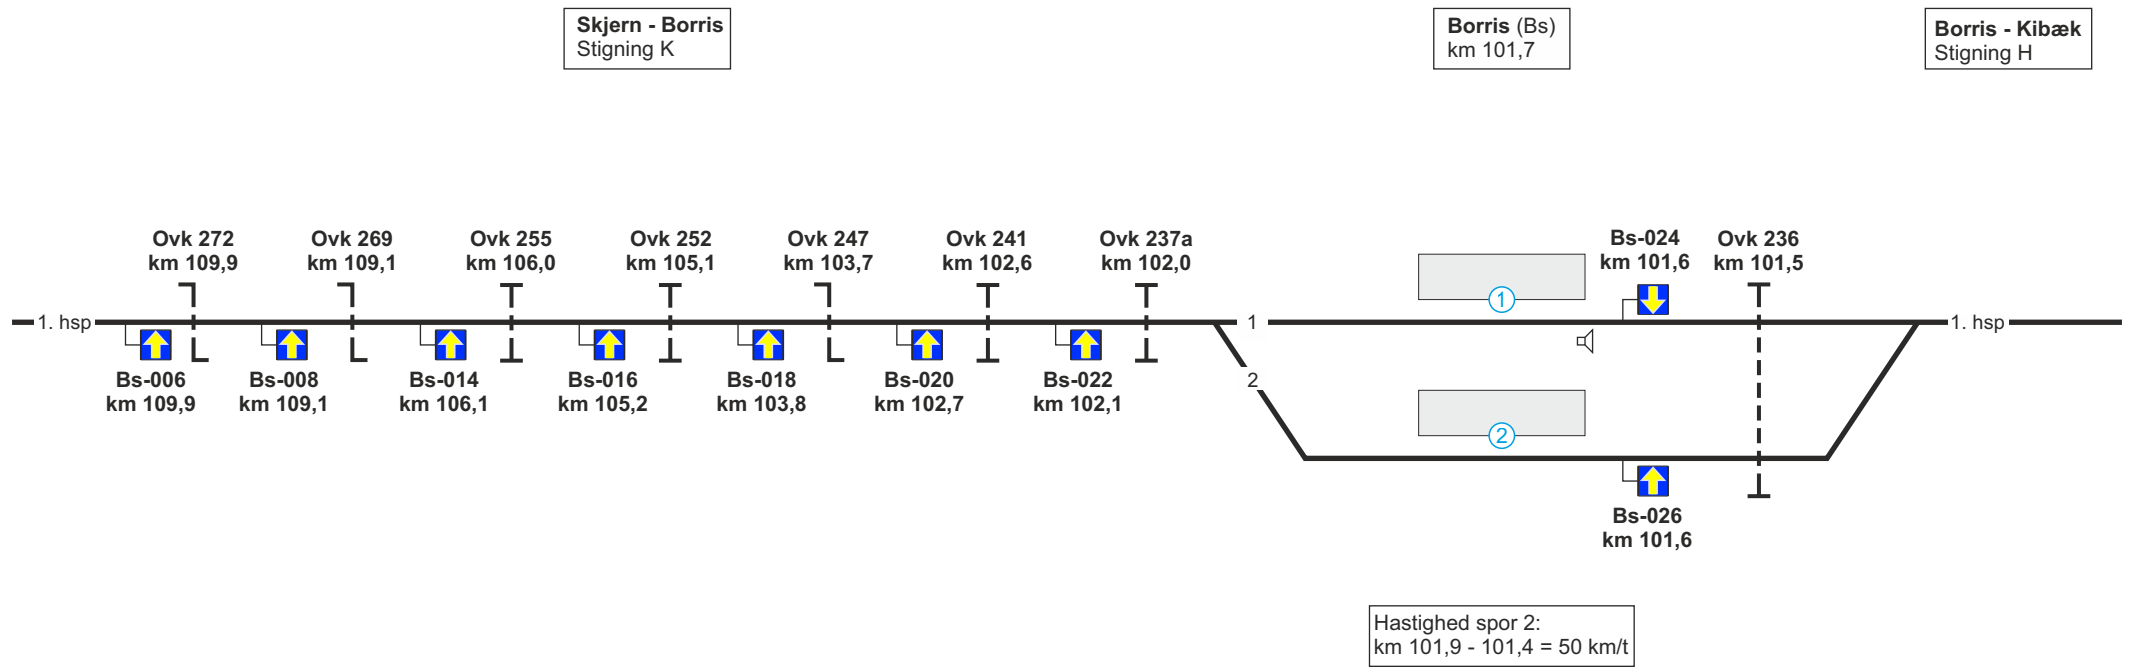 Skjern - Borris
Stigning K
Borris (Bs)
km 101,7
Borris - Kibæk
Stigning H
Ovk 272
km 109,9
Ovk 269
km 109,1
Ovk 255
km 106,0
Ovk 252
km 105,1
Ovk 247
km 103,7
Ovk 241
km 102,6
Ovk 237a
km 102,0
Bs-024
km 101,6
Ovk 236
km 101,5
1
1. hsp
1
1. hsp
Bs-006
km 109,9
Bs-008
km 109,1
Bs-014
km 106,1
Bs-016
km 105,2
Bs-018
km 103,8
Bs-020
km 102,7
Bs-022
km 102,1
2
2
Bs-026
km 101,6
Hastighed spor 2:
km 101,9 - 101,4 = 50 km/t